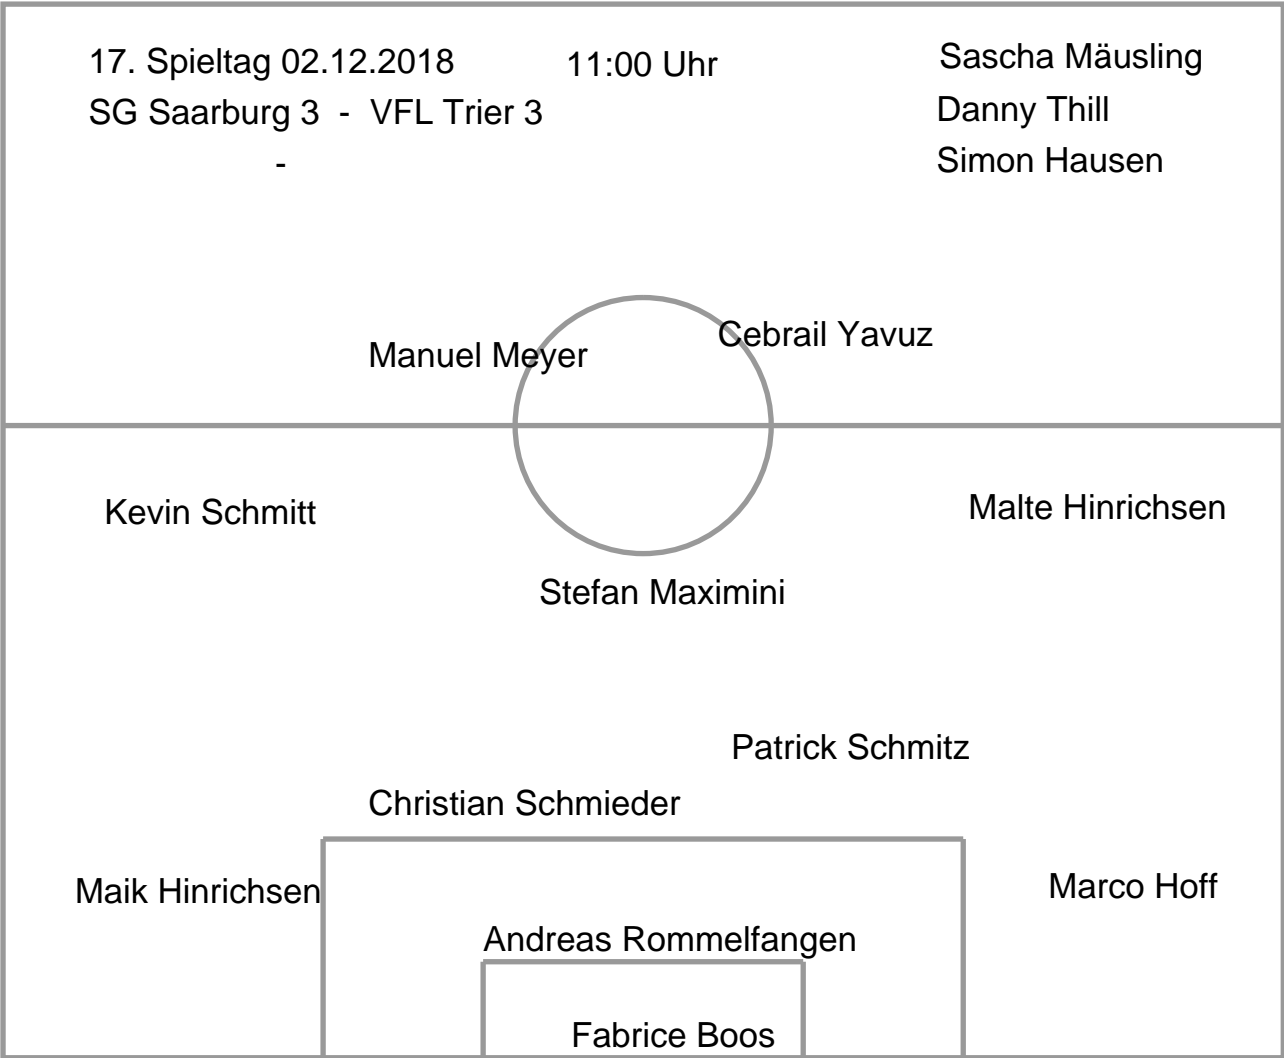 17. Spieltag 02.12.2018 11:00 Uhr
SG Saarburg 3 - VFL Trier 3
-
Sascha Mäusling
Danny Thill
Simon Hausen
Cebrail Yavuz
Manuel Meyer
Kevin Schmitt
Malte Hinrichsen
Stefan Maximini
Patrick Schmitz
Christian Schmieder
Maik Hinrichsen
Marco Hoff
Andreas Rommelfangen
Fabrice Boos